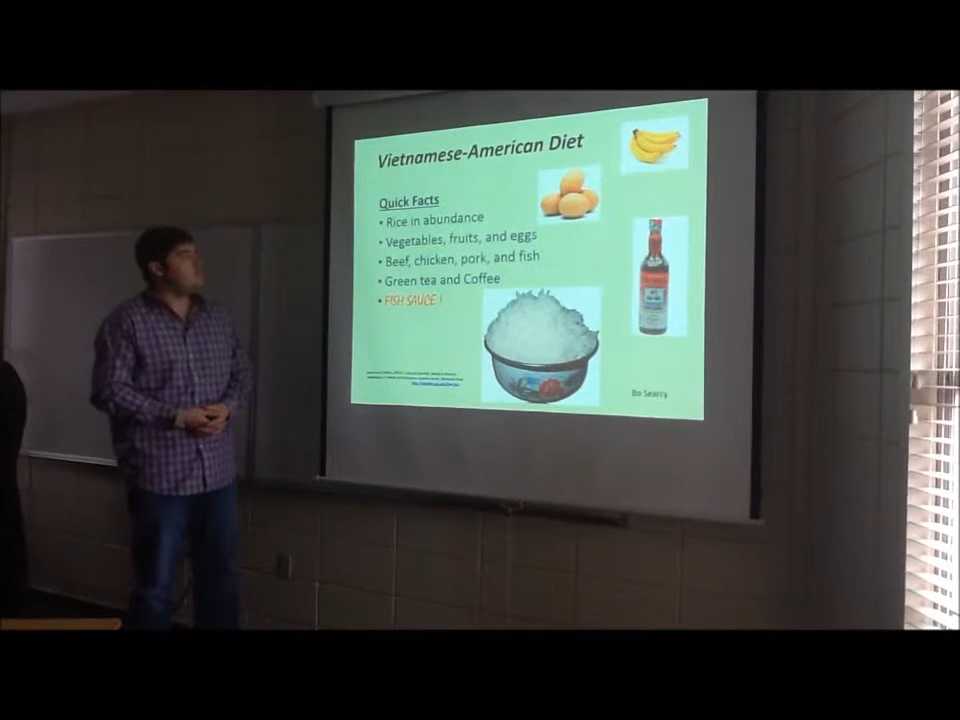 Vietnamese-American Diet
Quick Facts
• Rice in abundance
• Vegetables, fruits, and eggs
• Beef, chicken, pork, and fish
• Green tea and Coffee
• FISH SAUCE !
Bo Searcy